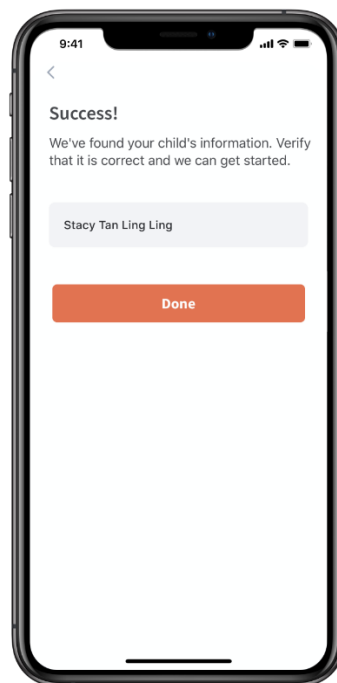 9:41
Success!
We've found your child's information. Verify
that it is correct and we can get started.
Stacy Tan Ling Ling
Done